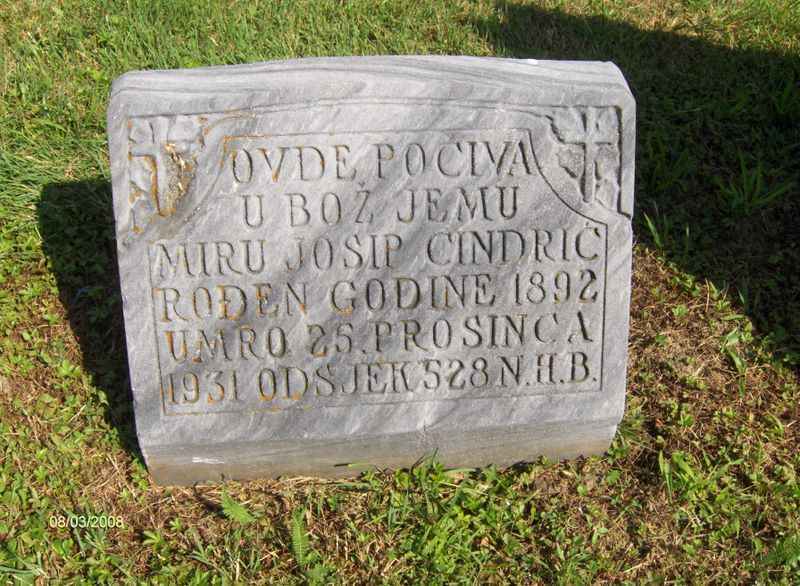 OVDE POCIVA
U BOŽ JEMU
MIRU JOSIP CINDRIČ
ROĐEN GODINE 1892
UMRO 25. PROSINCA
1931 ODSJEK 528 N.H.B.
08/03/2008